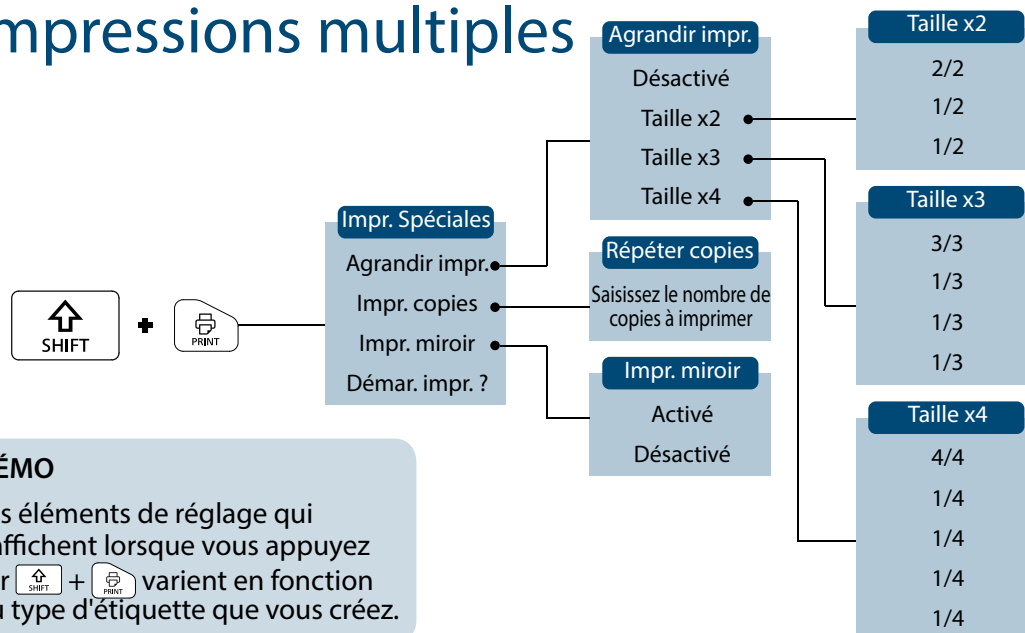 mpressions multiples
SHIFT
+
PRINT
Impr. Spéciales
Agrandir impr.
Impr. copies
Impr. miroir
Démar. impr. ?
Agrandir impr.
Désactivé
Taille x2
Taille x3
Taille x4
Répéter copies
Saisissez le nombre de
copies à imprimer
Impr. miroir
Activé
Désactivé
Taille x2
2/2
1/2
1/2
Taille x3
3/3
1/3
1/3
1/3
Taille x4
4/4
1/4
1/4
1/4
1/4
ÉMO
s éléments de réglage qui
affichent lorsque vous appuyez
r SHIFT + PRINT varient en fonction
u type d'étiquette que vous créez.